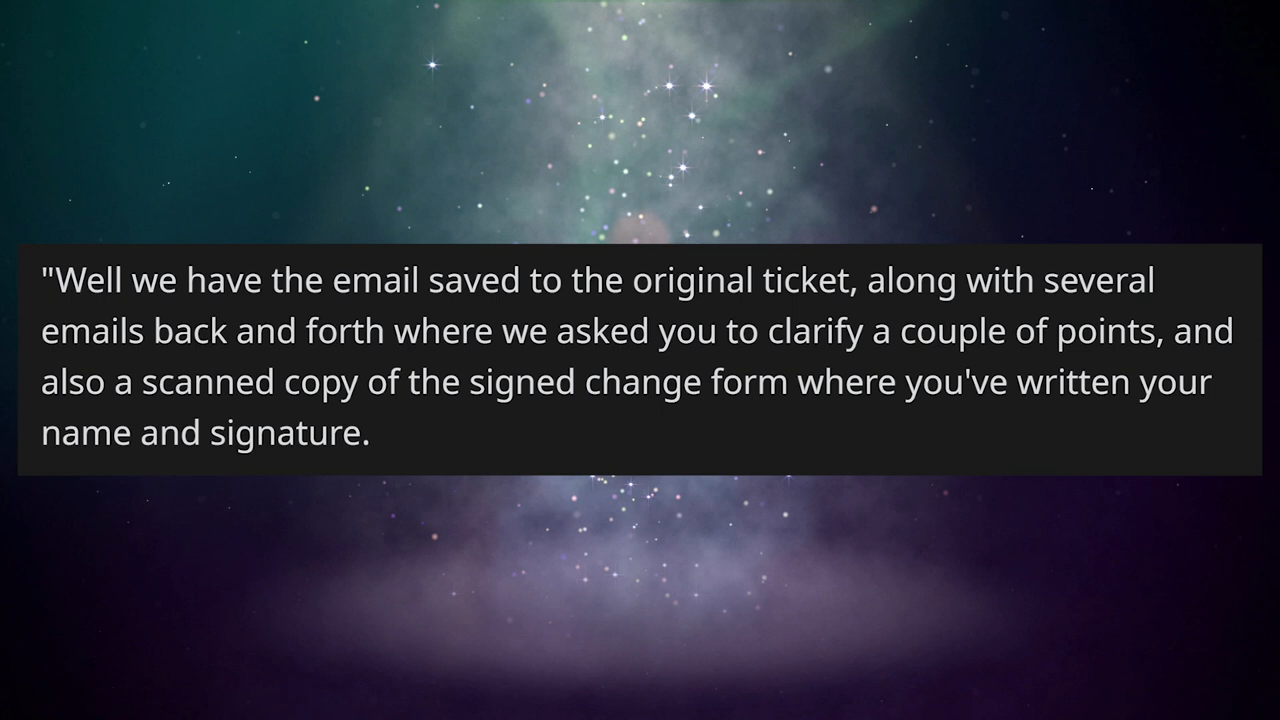 "Well we have the email saved to the original ticket, along with several
emails back and forth where we asked you to clarify a couple of points, and
also a scanned copy of the signed change form where you've written your
name and signature.